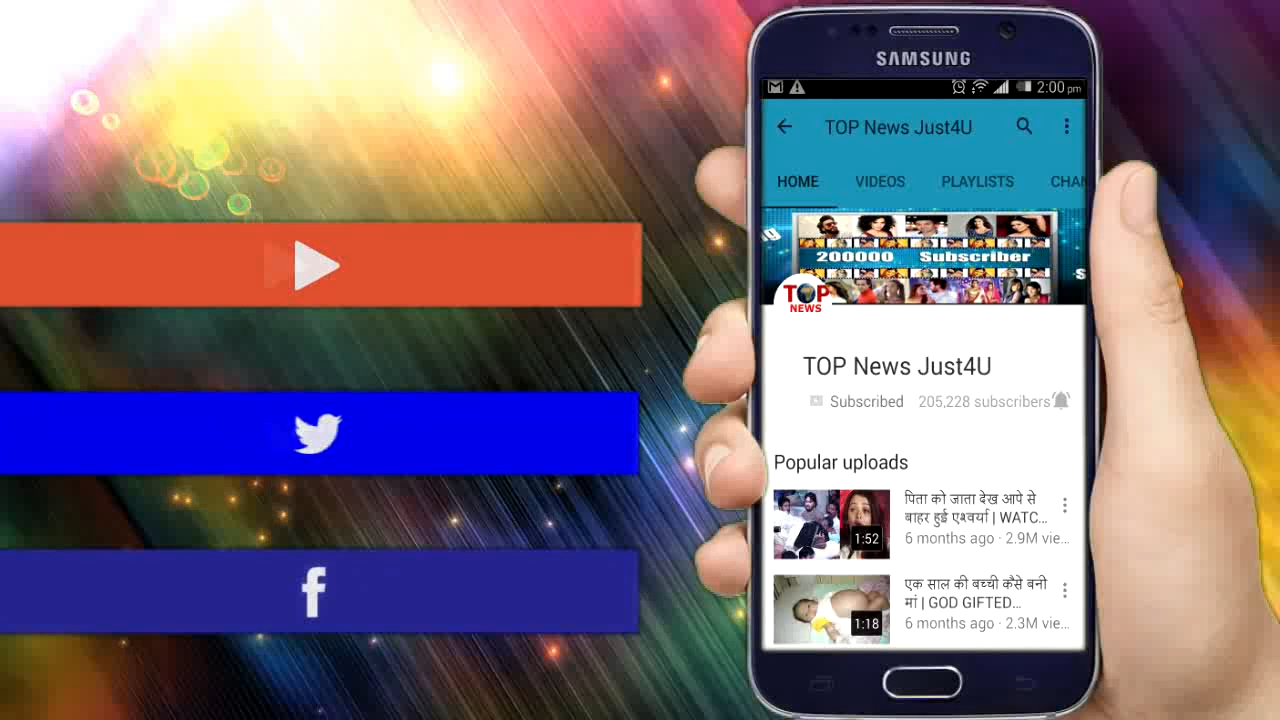 SAMSUNG
2:00 pm
TOP News Just4U
HOME VIDEOS PLAYLISTS CHAN
200000 Subscriber
TOP
NEWS
TOP News Just4U
Subscribed 205,228 subscribers
Popular uploads
पिता को जाता देख आपे से
बाहर हुई एश्वर्या | WATC...
1:52
6 months ago · 2.9M vie...
एक साल की बच्ची कैसे बनी
मां | GOD GIFTED...
1:18
6 months ago · 2.3M vie...